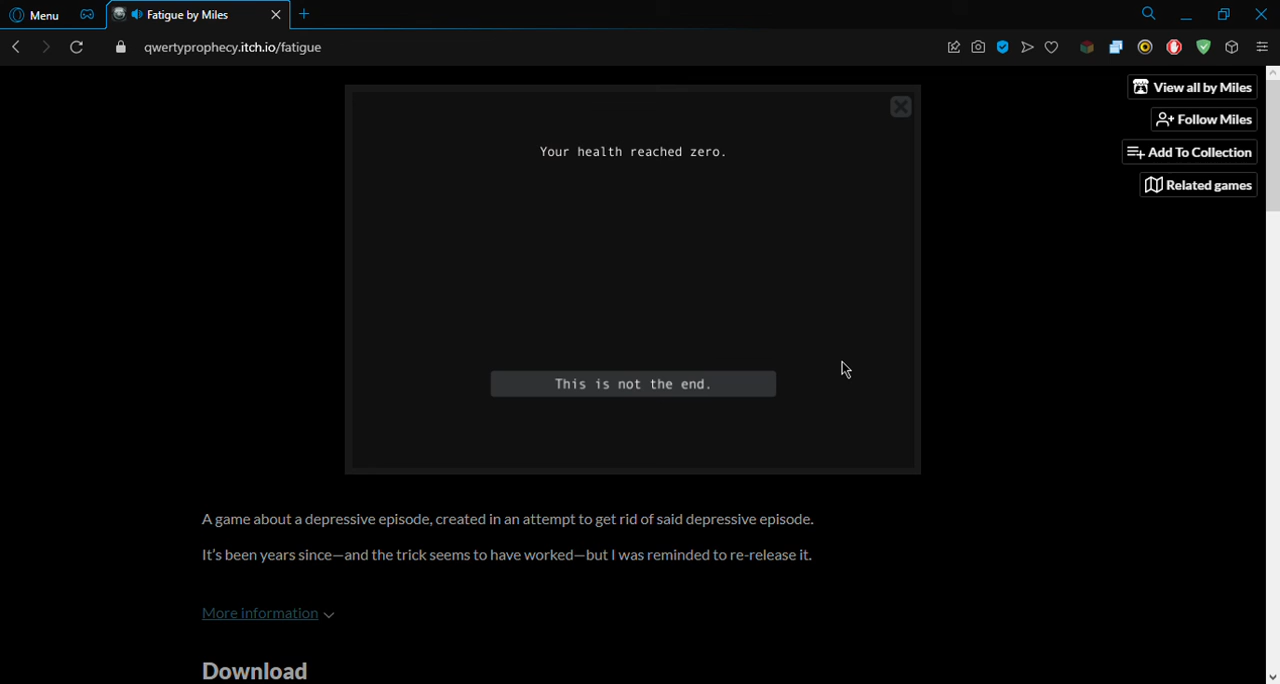 Menu
Fatigue by Miles
qwertyprophecy.itch.io/fatigue
View all by Miles
Follow Miles
Add To Collection
Related games
Your health reached zero.
This is not the end.
A game about a depressive episode, created in an attempt to get rid of said depressive episode.
It's been years since—and the trick seems to have worked—but I was reminded to re-release it.
More information
Download